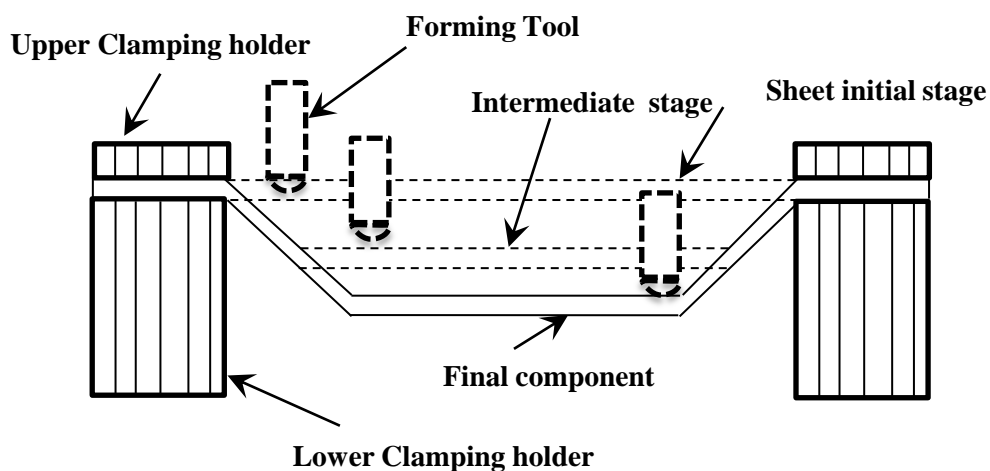 Forming Tool
Upper Clamping holder
Intermediate stage
Sheet initial stage
Final component
Lower Clamping holder